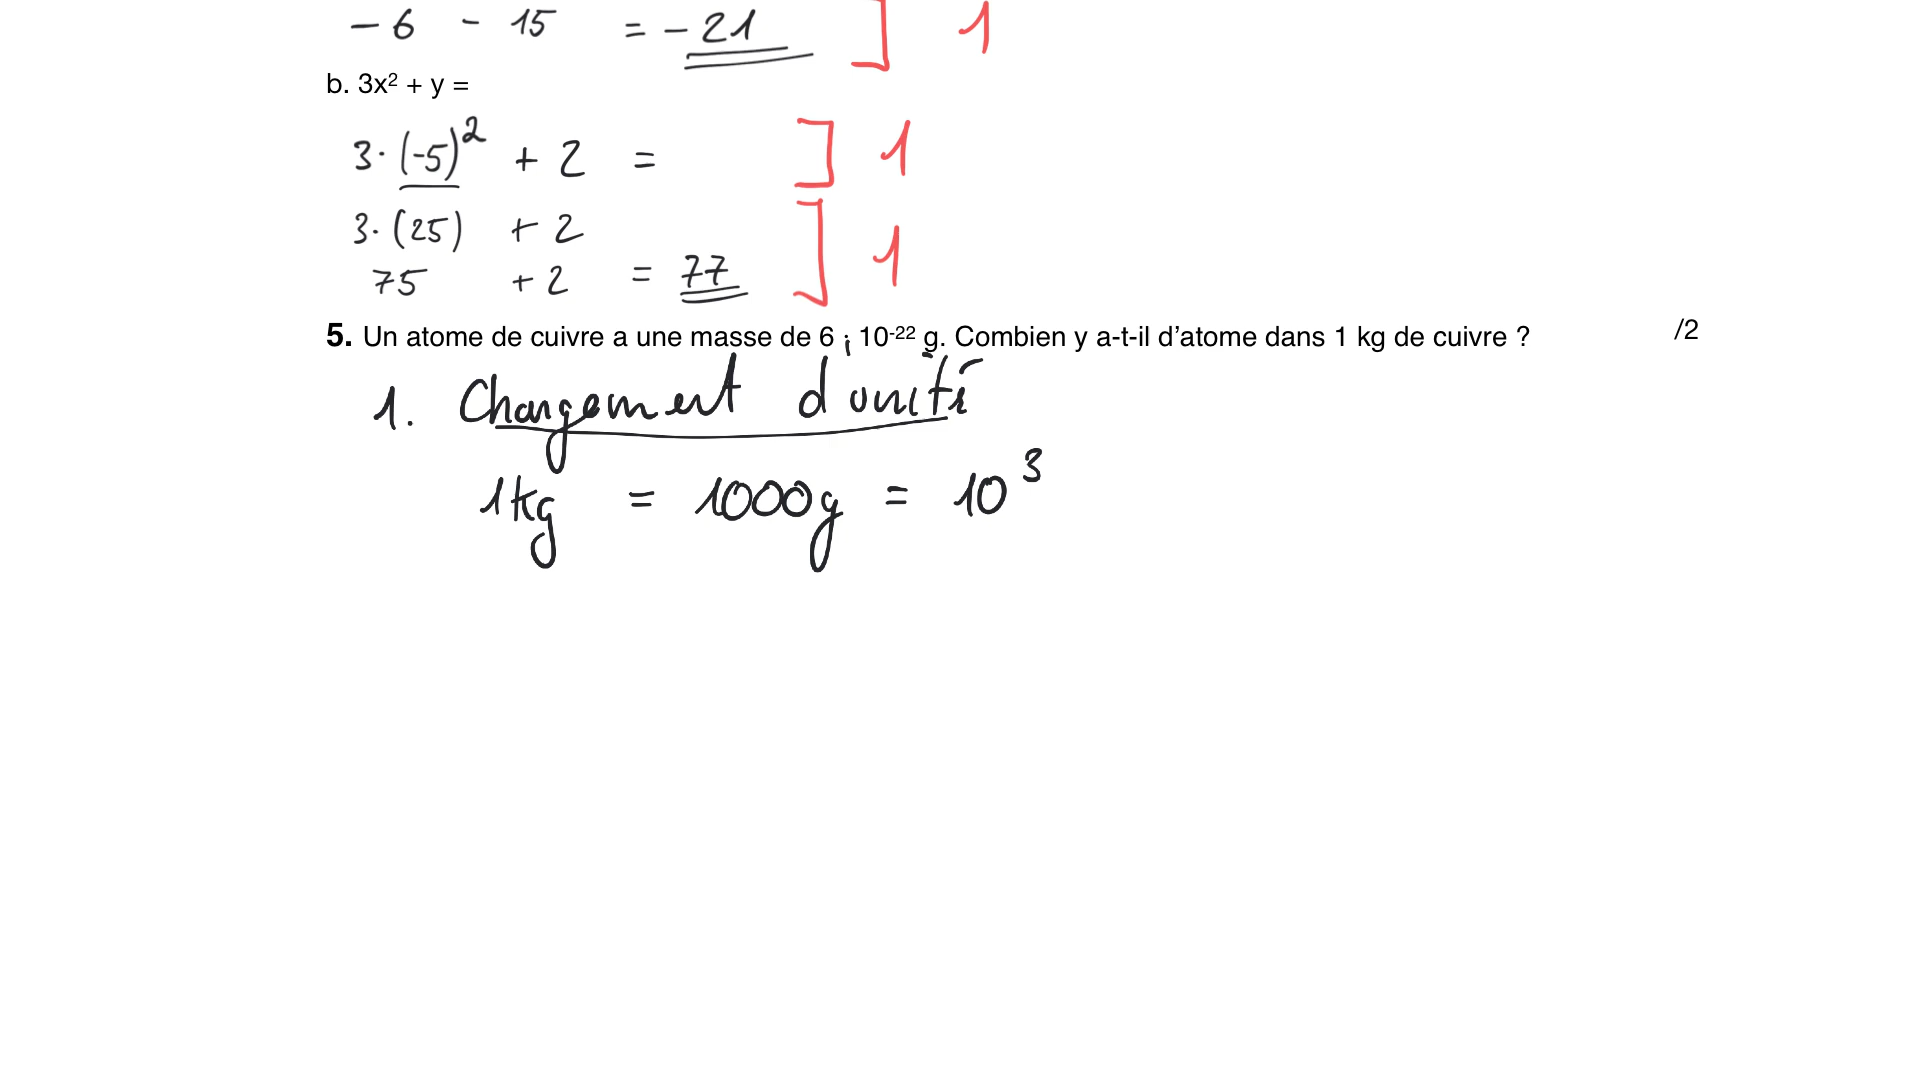 - 6 - 15 = - 21 ] 1
b. 3x² + y =
3 · (-5)² + 2 = ] 1
3 · (25) + 2
75 + 2 = 77 ] 1
5. Un atome de cuivre a une masse de 6 ¡ 10⁻²² g. Combien y a-t-il d’atome dans 1 kg de cuivre ? /2
1. Changement d'unité
1kg = 1000g = 10³